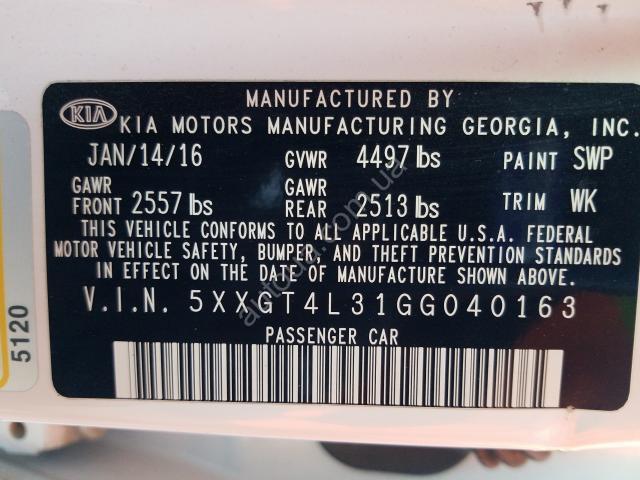 MANUFACTURED BY
KIA KIA MOTORS MANUFACTURING GEORGIA, INC.
JAN/14/16 GVWR 4497 lbs PAINT SWP
GAWR FRONT 2557 lbs GAWR REAR 2513 lbs TRIM WK
THIS VEHICLE CONFORMS TO ALL APPLICABLE U.S.A. FEDERAL
MOTOR VEHICLE SAFETY, BUMPER, AND THEFT PREVENTION STANDARDS
IN EFFECT ON THE DATE OF MANUFACTURE SHOWN ABOVE.
V.I.N. 5XXGT4L31GG040163
PASSENGER CAR
5120